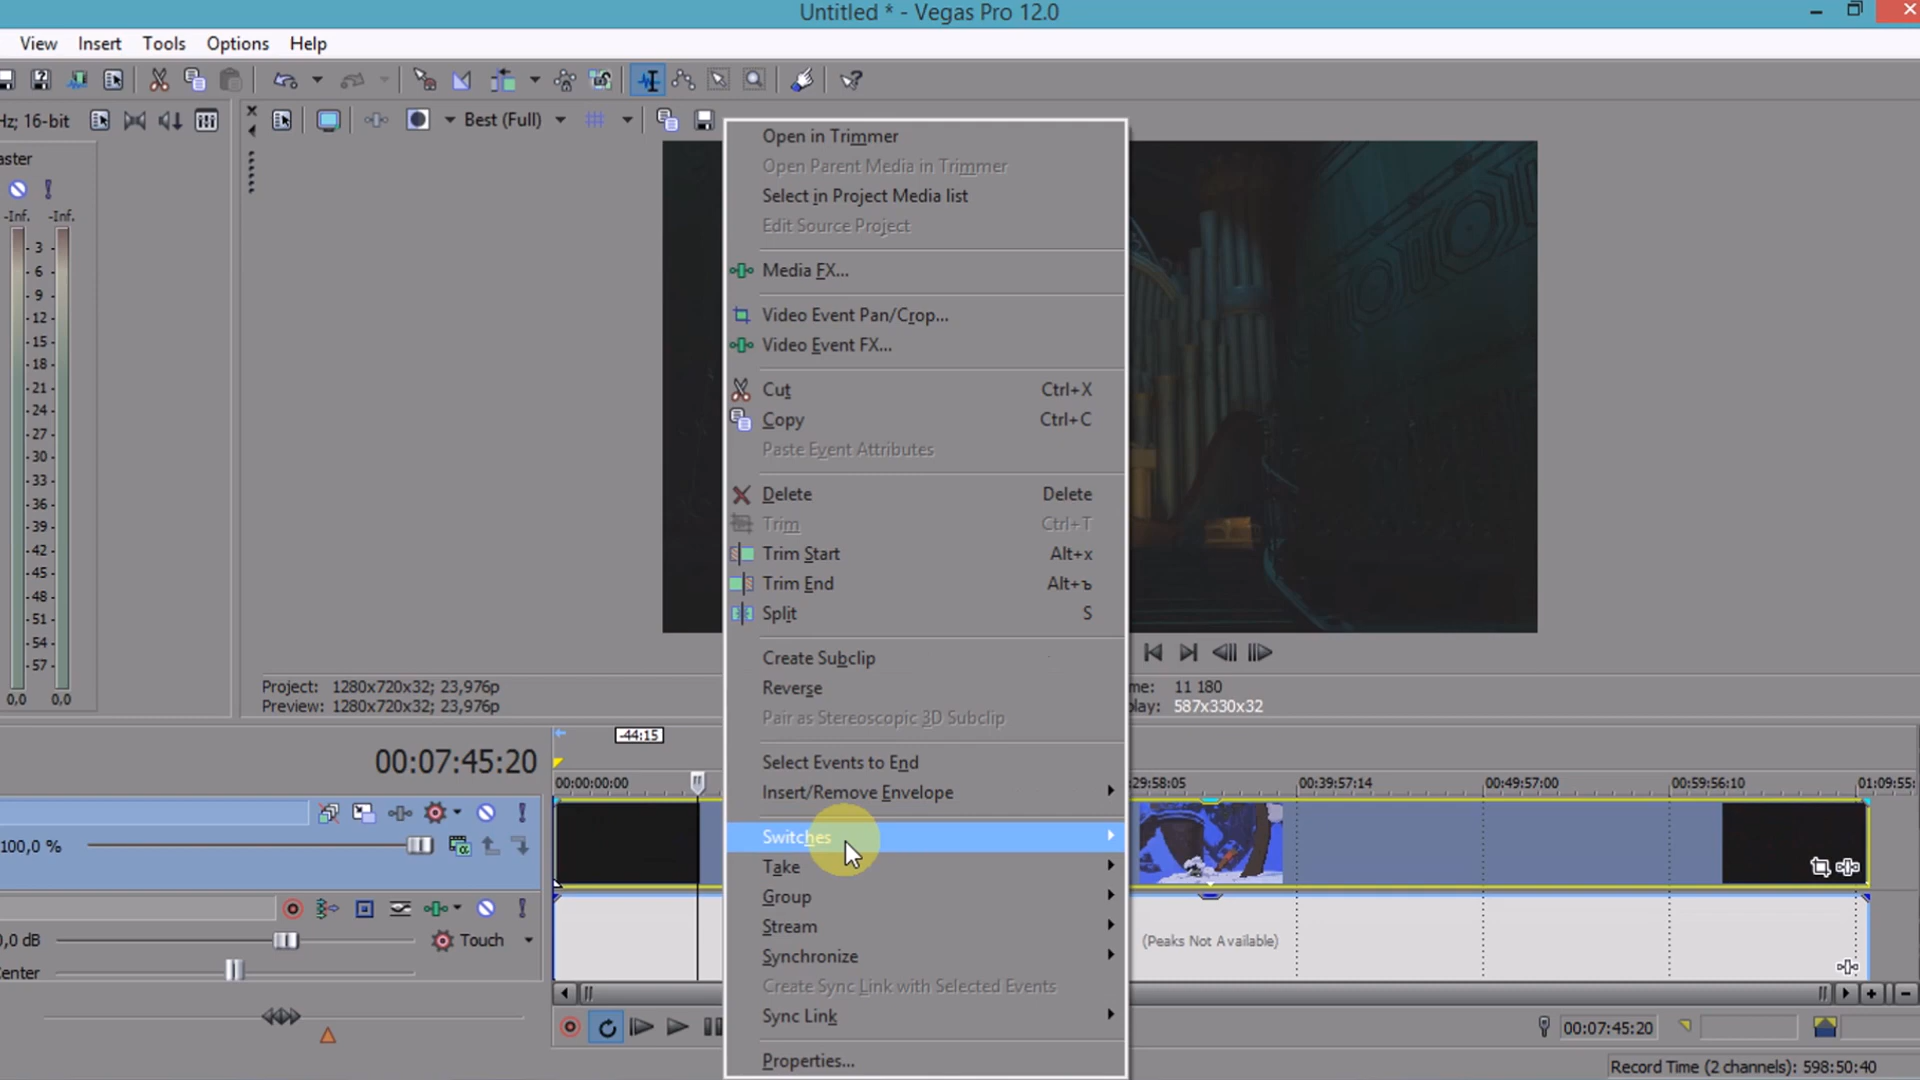 Untitled * - Vegas Pro 12.0
View Insert Tools Options Help
Hz; 16-bit
Best (Full)
aster
-Inf. -Inf.
3
6
9
12
15
18
21
24
27
30
33
36
39
42
45
48
51
54
57
0,0 0,0
Open in Trimmer
Open Parent Media in Trimmer
Select in Project Media list
Edit Source Project
Media FX...
Video Event Pan/Crop...
Video Event FX...
Cut Ctrl+X
Copy Ctrl+C
Paste Event Attributes
Delete Delete
Trim Ctrl+T
Trim Start Alt+x
Trim End Alt+ъ
Split S
Create Subclip
Reverse
Pair as Stereoscopic 3D Subclip
Select Events to End
Insert/Remove Envelope
Switches
Take
Group
Stream
Synchronize
Create Sync Link with Selected Events
Sync Link
Properties...
Project: 1280x720x32; 23,976p
Preview: 1280x720x32; 23,976p
me: 11 180
play: 587x330x32
00:07:45:20
-44:15
00:00:00:00 :29:58:05 00:39:57:14 00:49:57:00 00:59:56:10 01:09:55:
100,0 %
0,0 dB Touch
Center
(Peaks Not Available)
00:07:45:20
Record Time (2 channels): 598:50:40